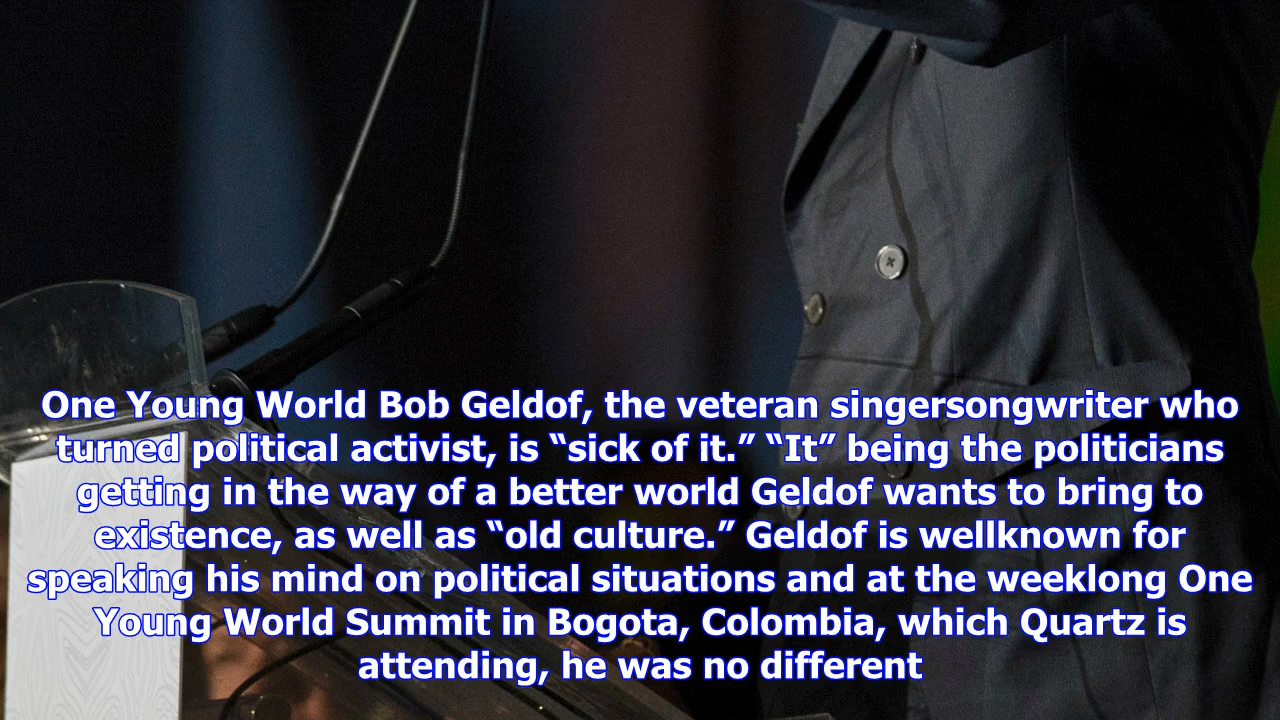 One Young World Bob Geldof, the veteran singersongwriter who
turned political activist, is “sick of it.” “It” being the politicians
getting in the way of a better world Geldof wants to bring to
existence, as well as “old culture.” Geldof is wellknown for
speaking his mind on political situations and at the weeklong One
Young World Summit in Bogota, Colombia, which Quartz is
attending, he was no different